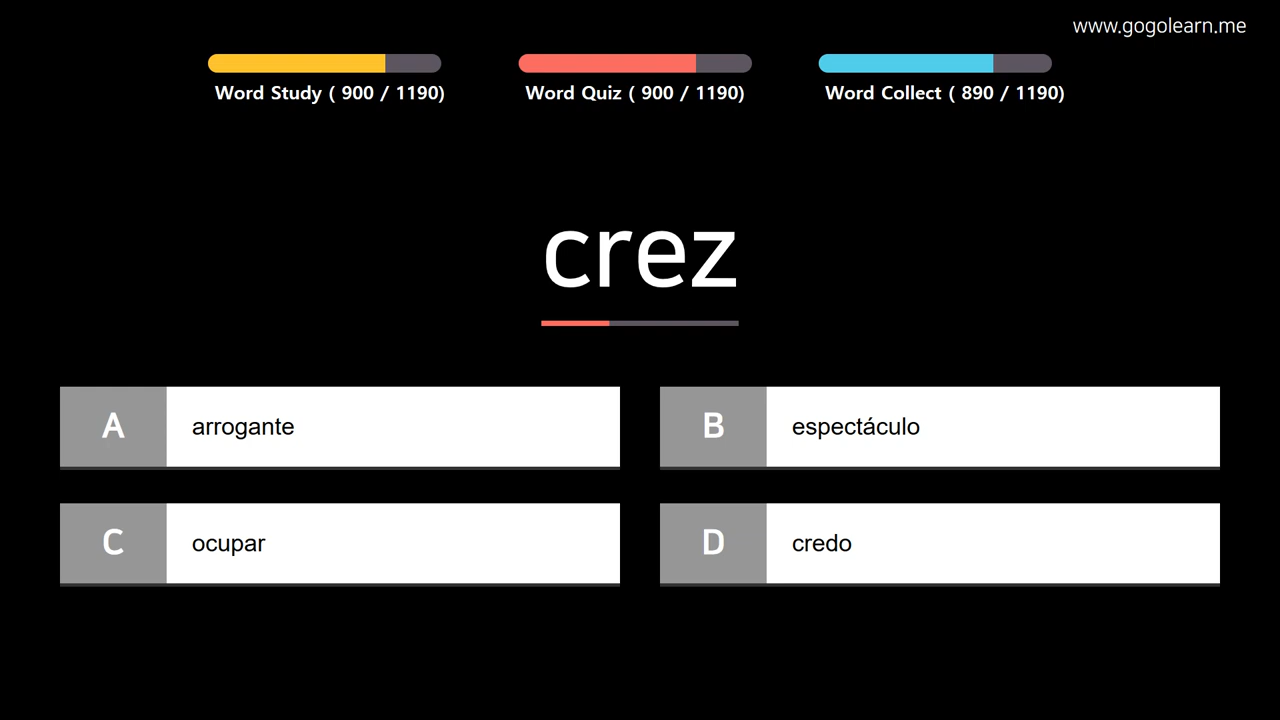 www.gogolearn.me
Word Study ( 900 / 1190)
Word Quiz ( 900 / 1190)
Word Collect ( 890 / 1190)
crez
A
arrogante
B
espectáculo
C
ocupar
D
credo